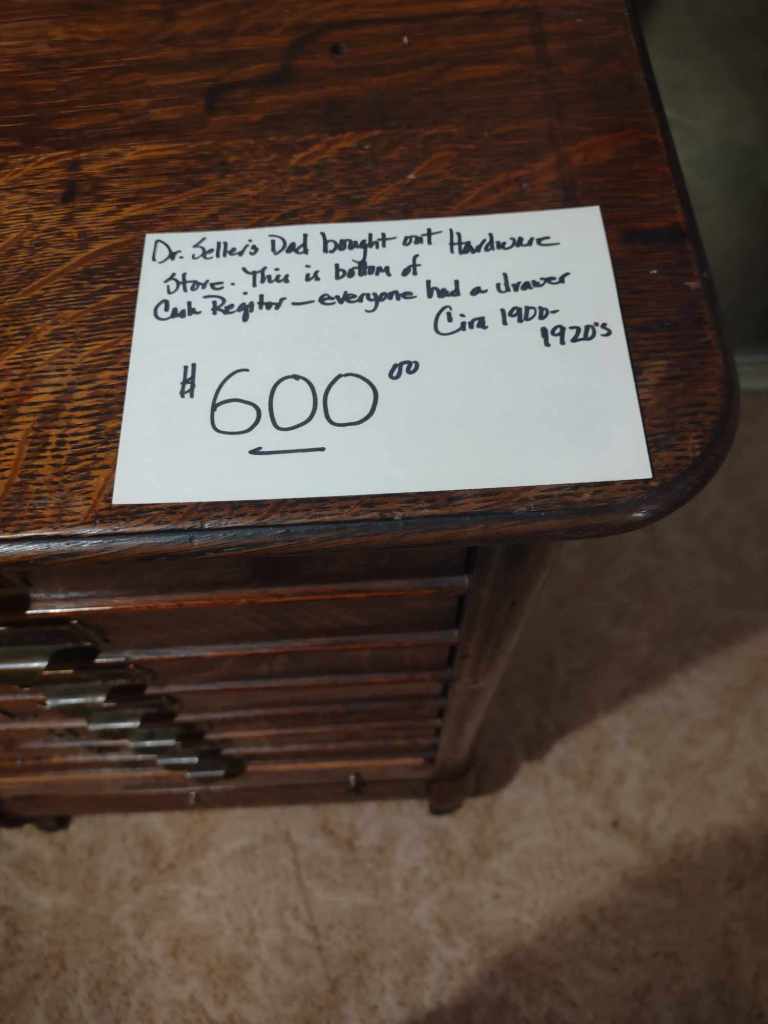 Dr. Seller's Dad bought out Hardware
Store. This is bottom of
Cash Register — everyone had a drawer
Circa 1900-
1920's
$600.00